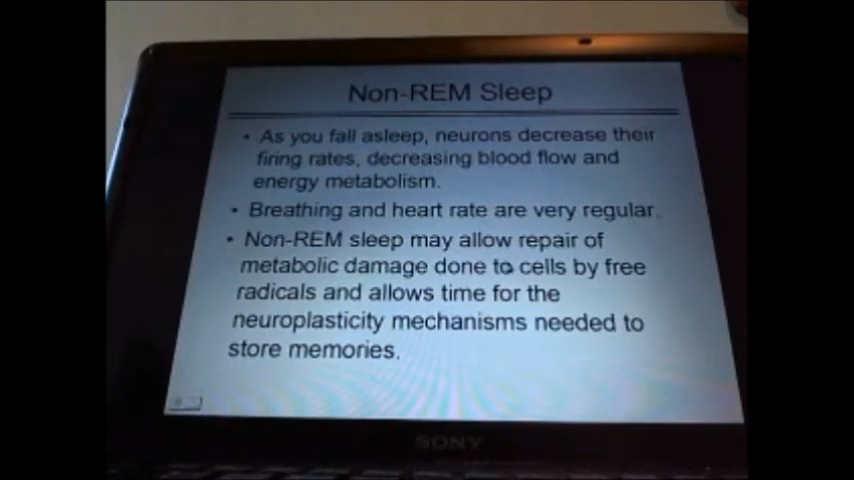 Non-REM Sleep
• As you fall asleep, neurons decrease their
firing rates, decreasing blood flow and
energy metabolism.
• Breathing and heart rate are very regular.
• Non-REM sleep may allow repair of
metabolic damage done to cells by free
radicals and allows time for the
neuroplasticity mechanisms needed to
store memories.
SONY